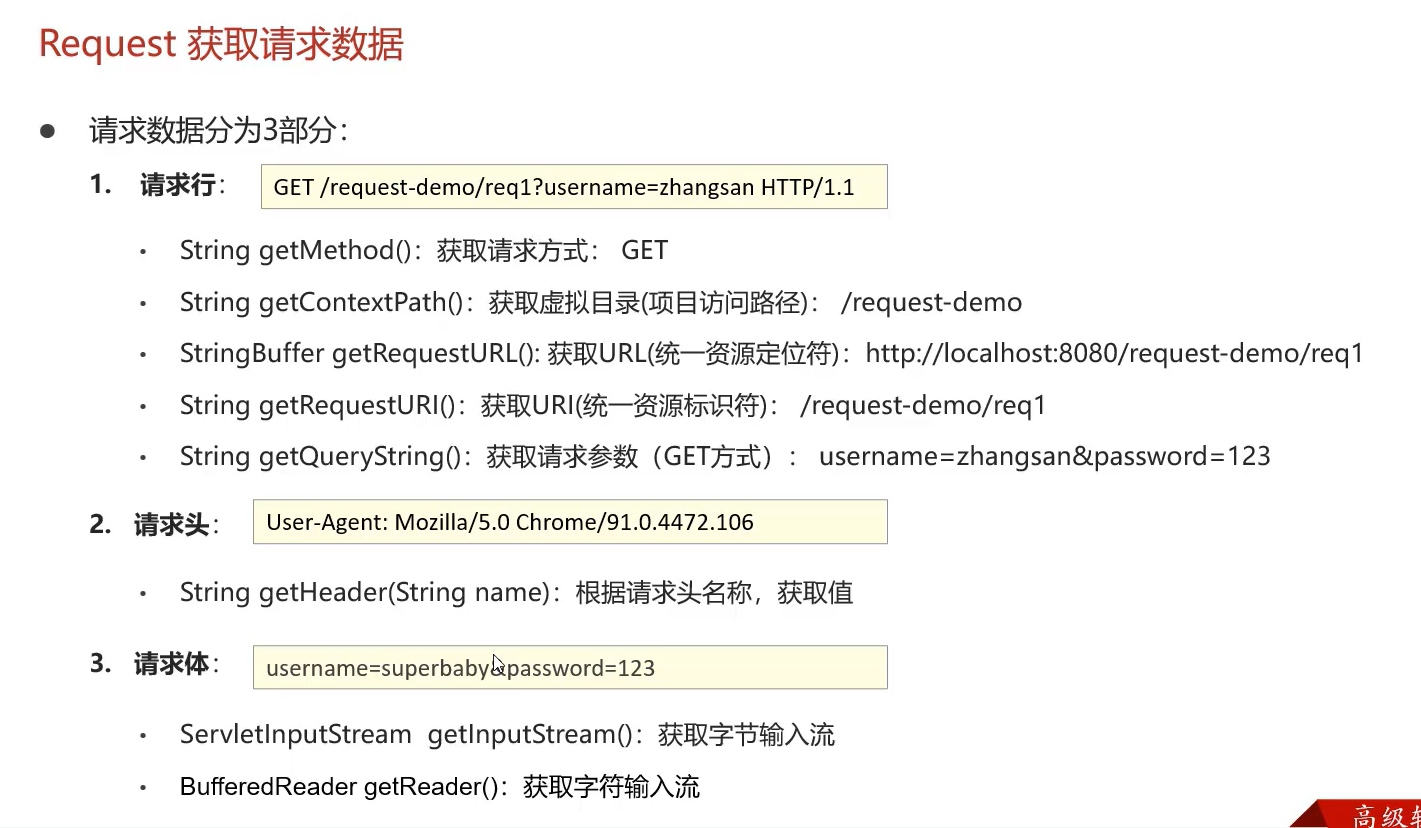 Request 获取请求数据
● 请求数据分为3部分：
1. 请求行： GET /request-demo/req1?username=zhangsan HTTP/1.1
• String getMethod()：获取请求方式： GET
• String getContextPath()：获取虚拟目录(项目访问路径)： /request-demo
• StringBuffer getRequestURL(): 获取URL(统一资源定位符)：http://localhost:8080/request-demo/req1
• String getRequestURI()：获取URI(统一资源标识符)： /request-demo/req1
• String getQueryString()：获取请求参数（GET方式）： username=zhangsan&password=123
2. 请求头： User-Agent: Mozilla/5.0 Chrome/91.0.4472.106
• String getHeader(String name)：根据请求头名称，获取值
3. 请求体： username=superbaby&password=123
• ServletInputStream getInputStream()：获取字节输入流
• BufferedReader getReader()：获取字符输入流
高级